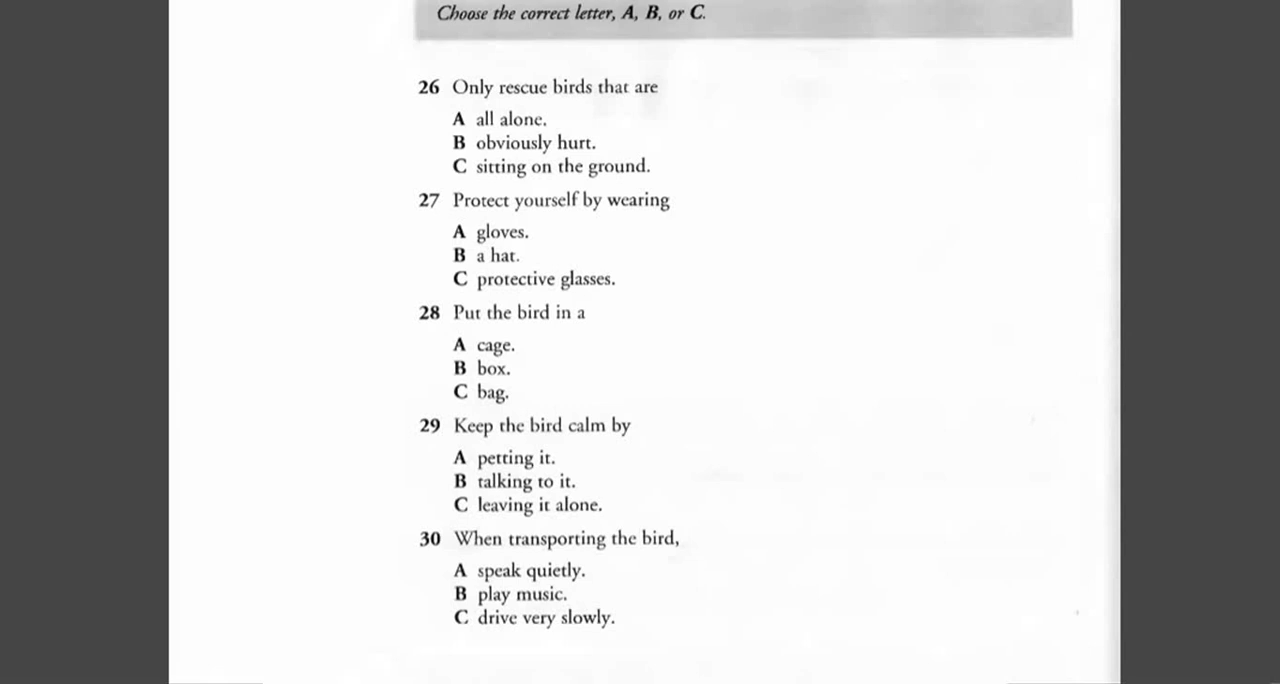 Choose the correct letter, A, B, or C.
26 Only rescue birds that are
A all alone.
B obviously hurt.
C sitting on the ground.
27 Protect yourself by wearing
A gloves.
B a hat.
C protective glasses.
28 Put the bird in a
A cage.
B box.
C bag.
29 Keep the bird calm by
A petting it.
B talking to it.
C leaving it alone.
30 When transporting the bird,
A speak quietly.
B play music.
C drive very slowly.